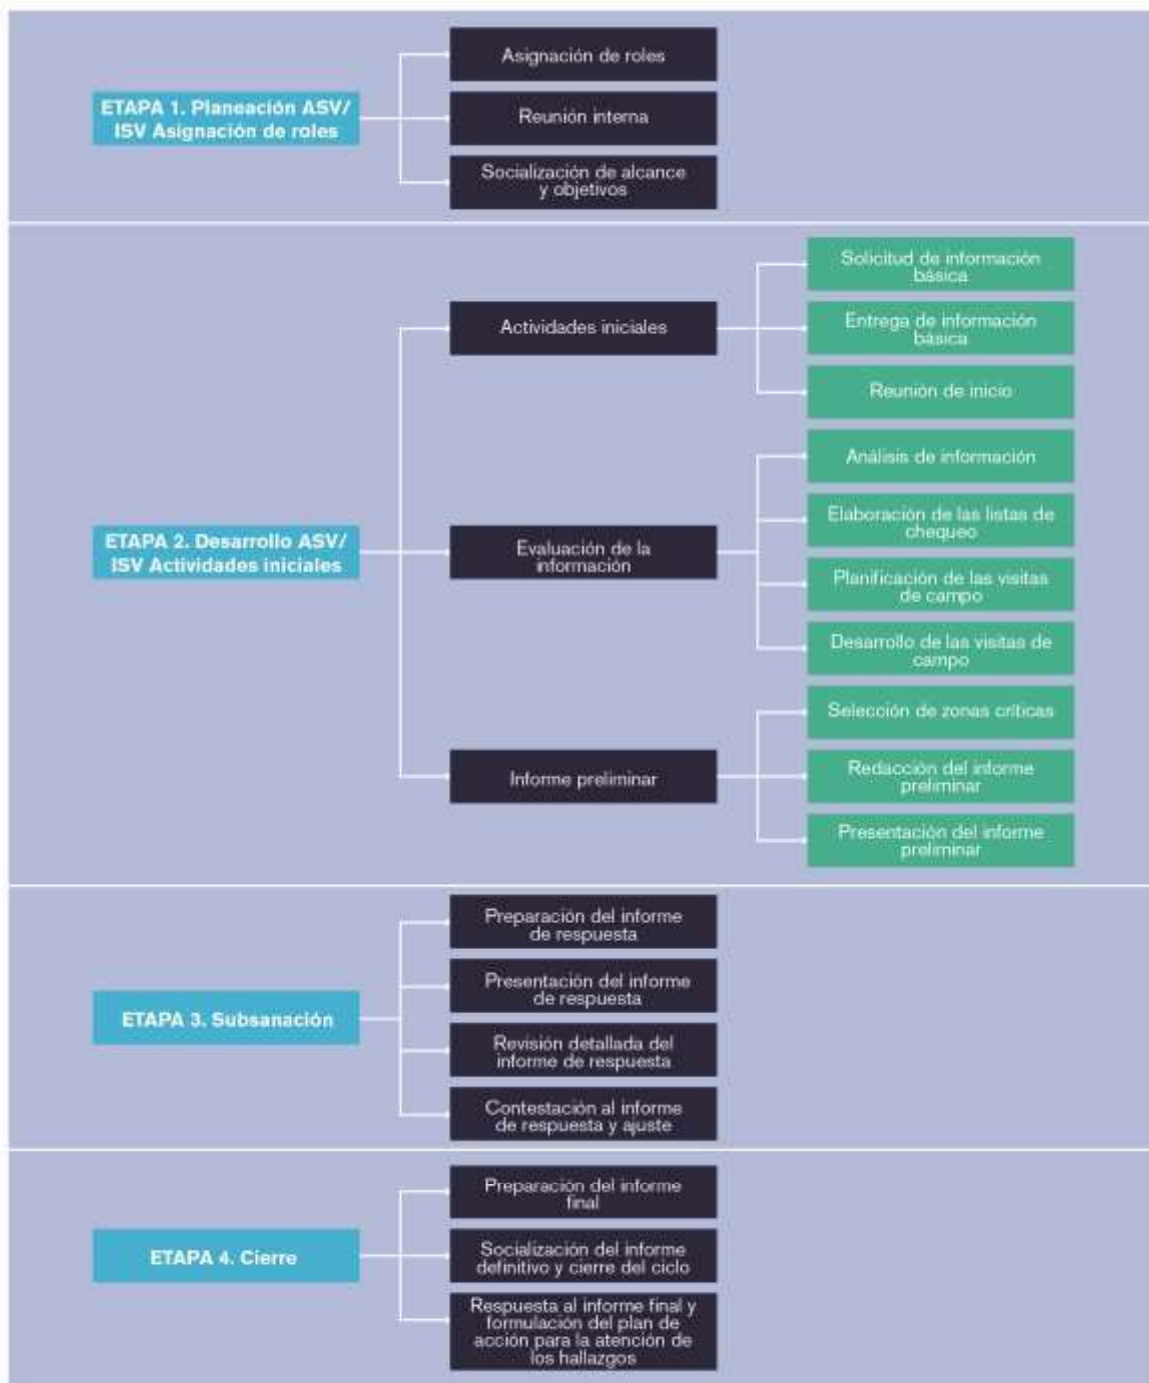 ETAPA 1. Planeación ASV/
ISV Asignación de roles
Asignación de roles
Reunión interna
Socialización de alcance
y objetivos
ETAPA 2. Desarrollo ASV/
ISV Actividades iniciales
Actividades iniciales
Solicitud de información
básica
Entrega de información
básica
Reunión de inicio
Evaluación de la
información
Análisis de información
Elaboración de las listas de
chequeo
Planificación de las visitas
de campo
Desarrollo de las visitas de
campo
Informe preliminar
Selección de zonas críticas
Redacción del informe
preliminar
Presentación del informe
preliminar
ETAPA 3. Subsanación
Preparación del informe
de respuesta
Presentación del informe
de respuesta
Revisión detallada del
informe de respuesta
Contestación al informe
de respuesta y ajuste
ETAPA 4. Cierre
Preparación del informe
final
Socialización del informe
definitivo y cierre del ciclo
Respuesta al informe final y
formulación del plan de
acción para la atención de
los hallazgos